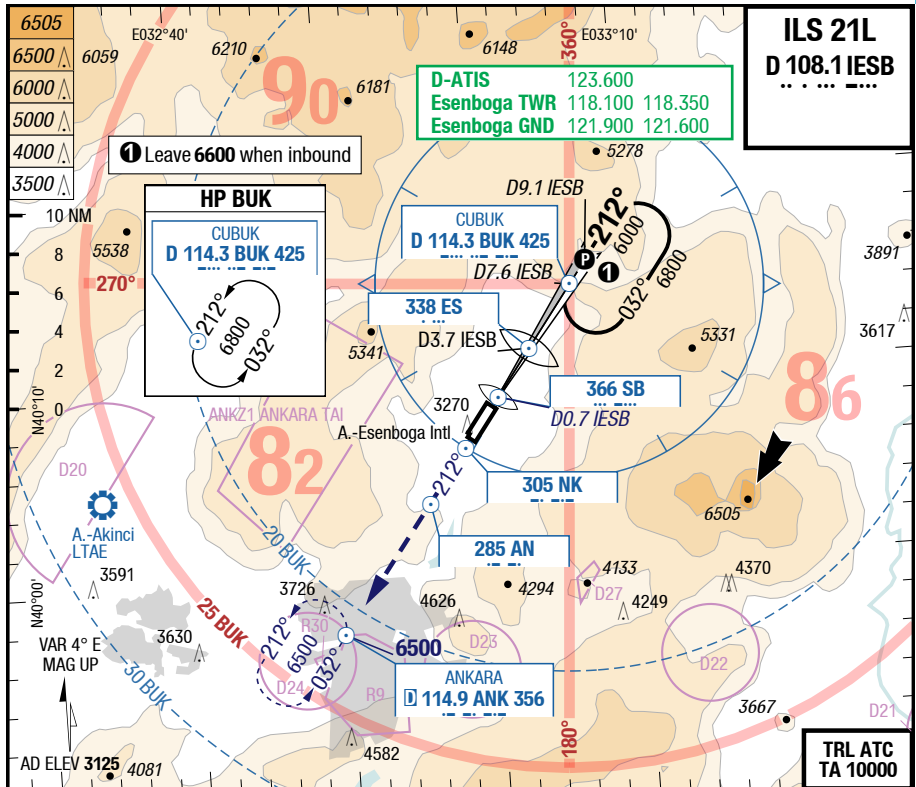 6505
6500
6000
5000
4000
3500
6059
E032°40'
6210
6148
360°
E033°10'
ILS 21L
D 108.1 IESB
90
6181
D-ATIS 123.600
Esenboga TWR 118.100 118.350
Esenboga GND 121.900 121.600
1 Leave 6600 when inbound
5278
HP BUK
CUBUK
D 114.3 BUK 425
212°
6800
032°
D9.1 IESB
-212°
6000
CUBUK
D 114.3 BUK 425
P
1
D7.6 IESB
032°
6800
10 NM
8
6
4
2
0
5538
3891
270°
338 ES
D3.7 IESB
5341
5331
3617
N40°10'
366 SB
86
ANKZ1 ANKARA TAI
3270
D0.7 IESB
A.-Esenboga Intl
82
D20
212°
305 NK
6505
A.-Akinci
LTAE
20 BUK
285 AN
3591
3726
4294
4133
4370
D27
N40°00'
4626
4249
25 BUK
R30
212°
6500
032°
6500
D23
VAR 4° E
MAG UP
3630
D22
ANKARA
D 114.9 ANK 356
D24
R9
30 BUK
D21
3667
180°
4582
AD ELEV 3125
4081
TRL ATC
TA 10000